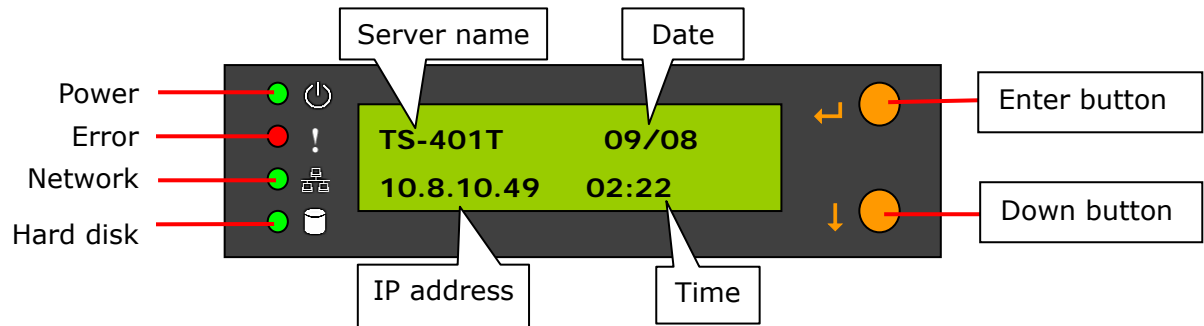 Server name
Date
Power
Error
Network
Hard disk
TS-401T 09/08
10.8.10.49 02:22
!
Enter button
Down button
IP address
Time